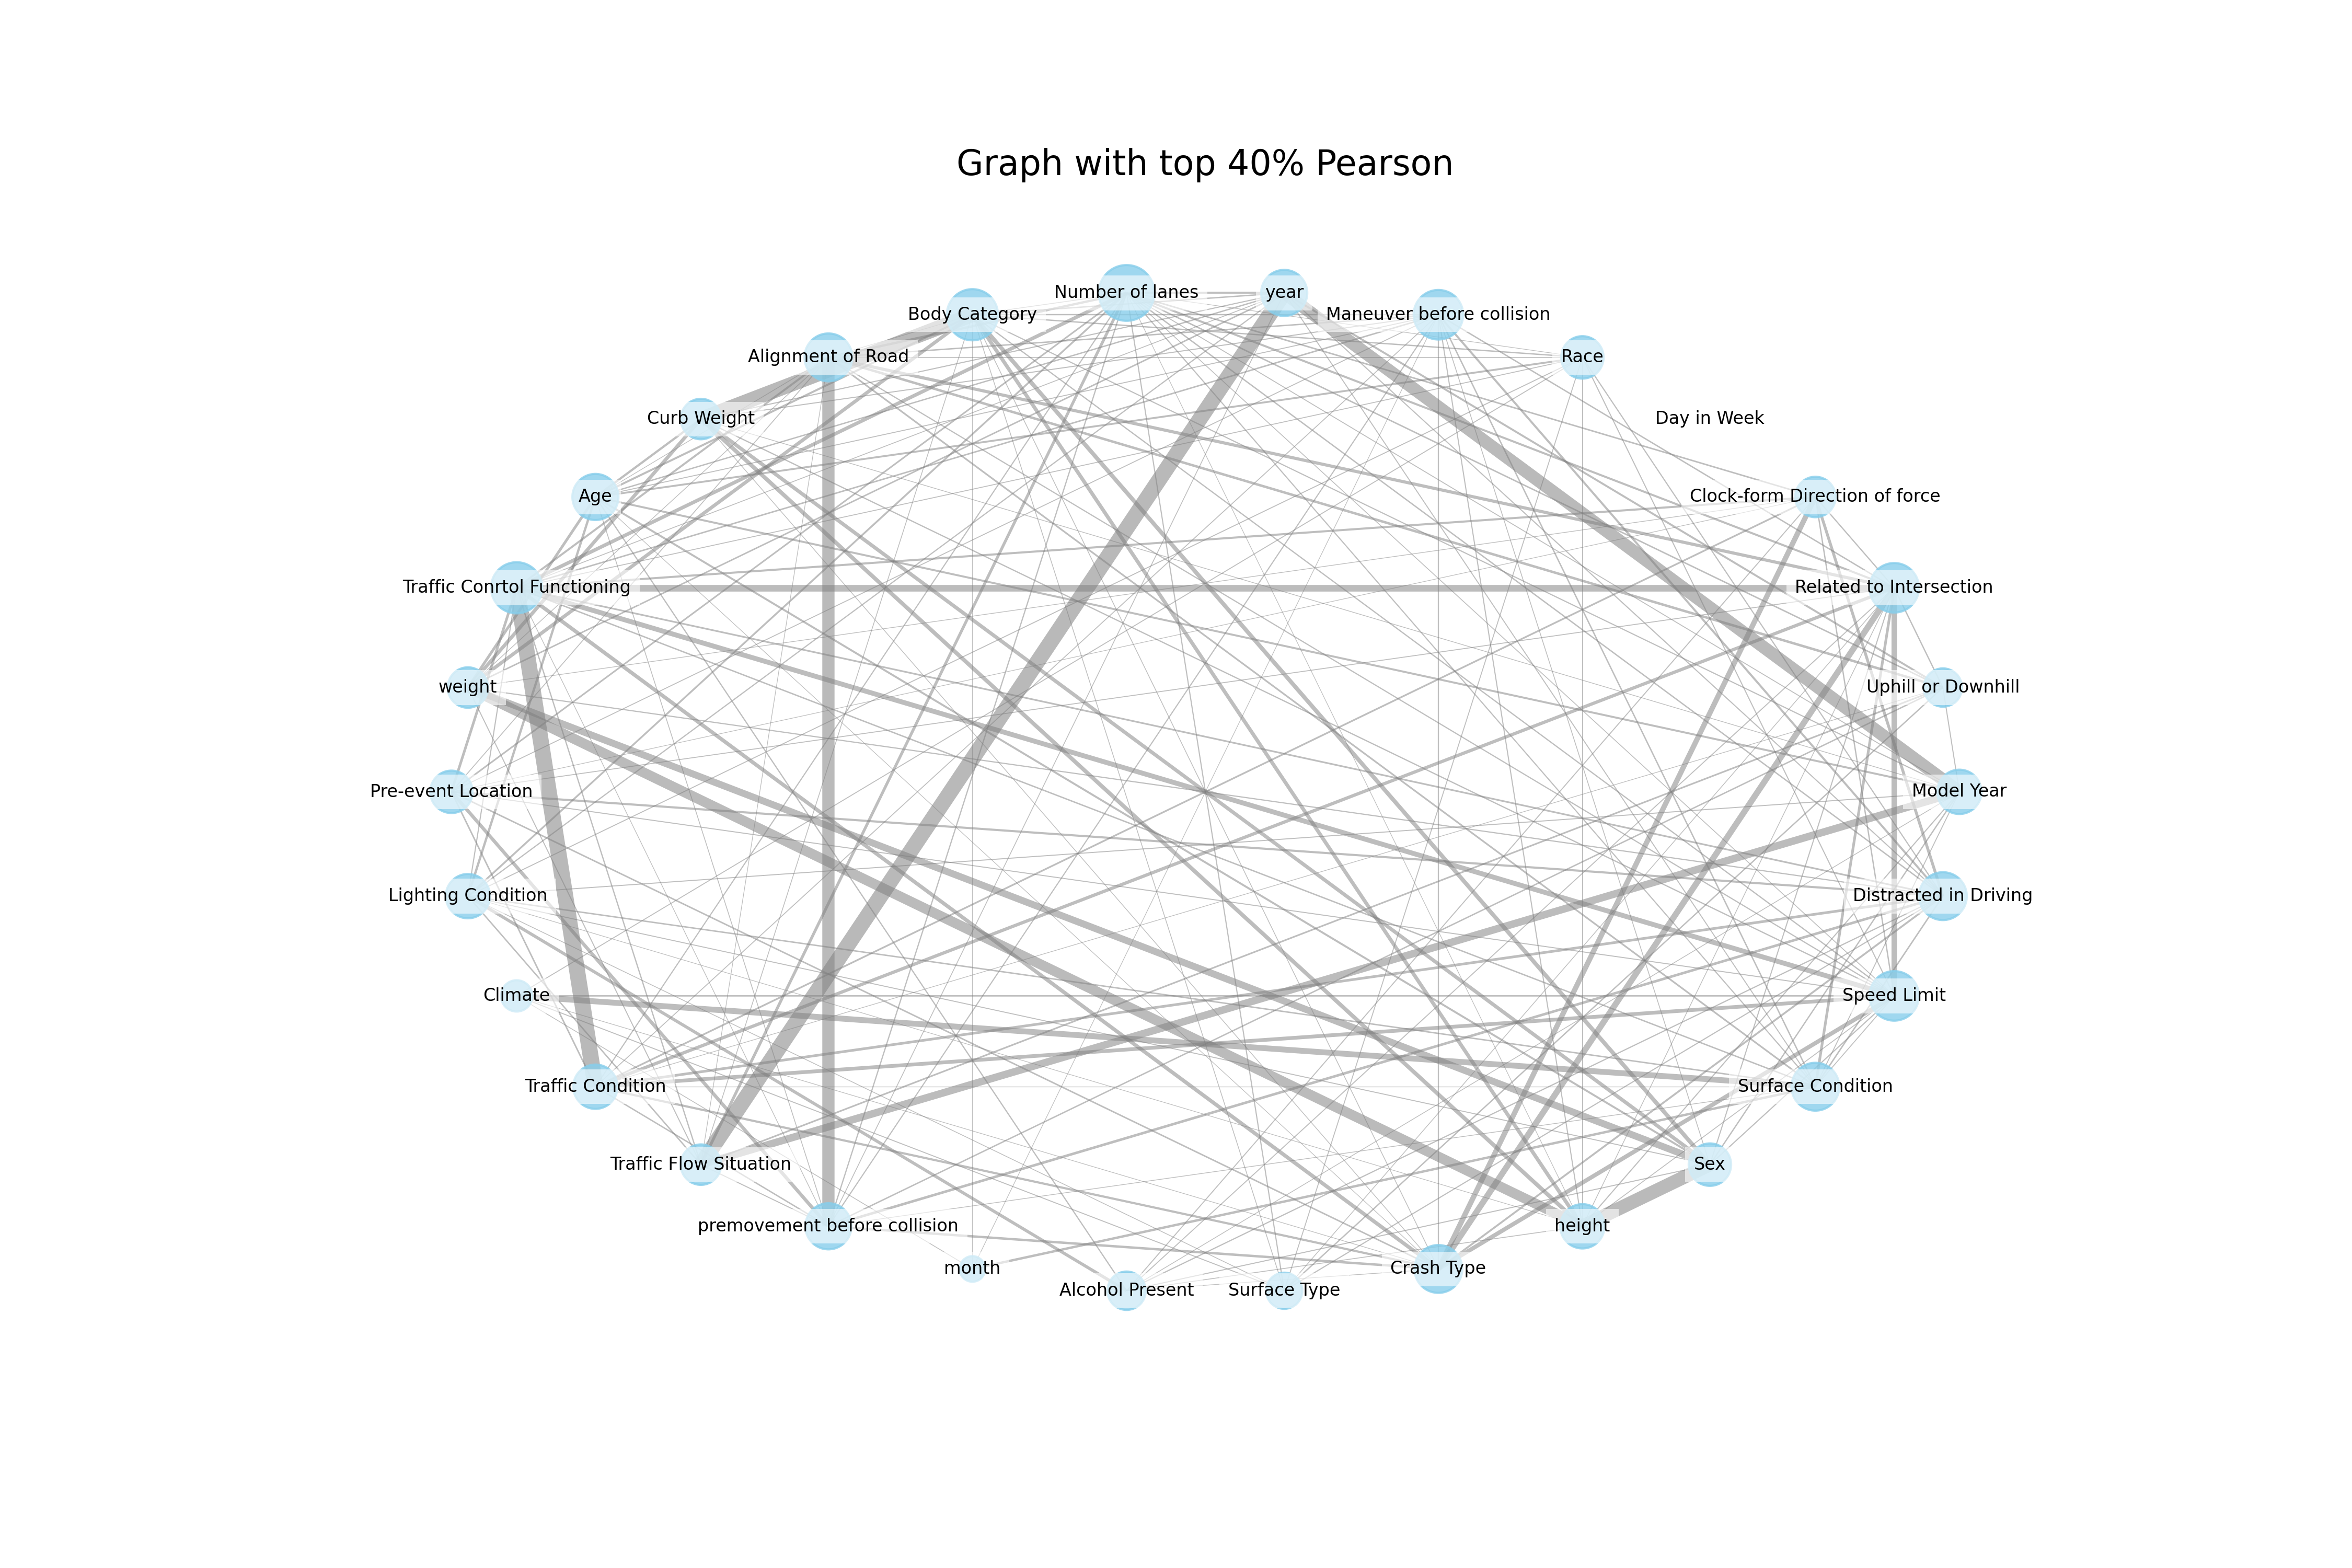 Graph with top 40% Pearson
Number of lanes
year
Body Category
Maneuver before collision
Alignment of Road
Race
Curb Weight
Day in Week
Age
Clock-form Direction of force
Traffic Conrtol Functioning
Related to Intersection
weight
Uphill or Downhill
Pre-event Location
Model Year
Lighting Condition
Distracted in Driving
Climate
Speed Limit
Traffic Condition
Surface Condition
Traffic Flow Situation
Sex
premovement before collision
height
month
Crash Type
Alcohol Present
Surface Type